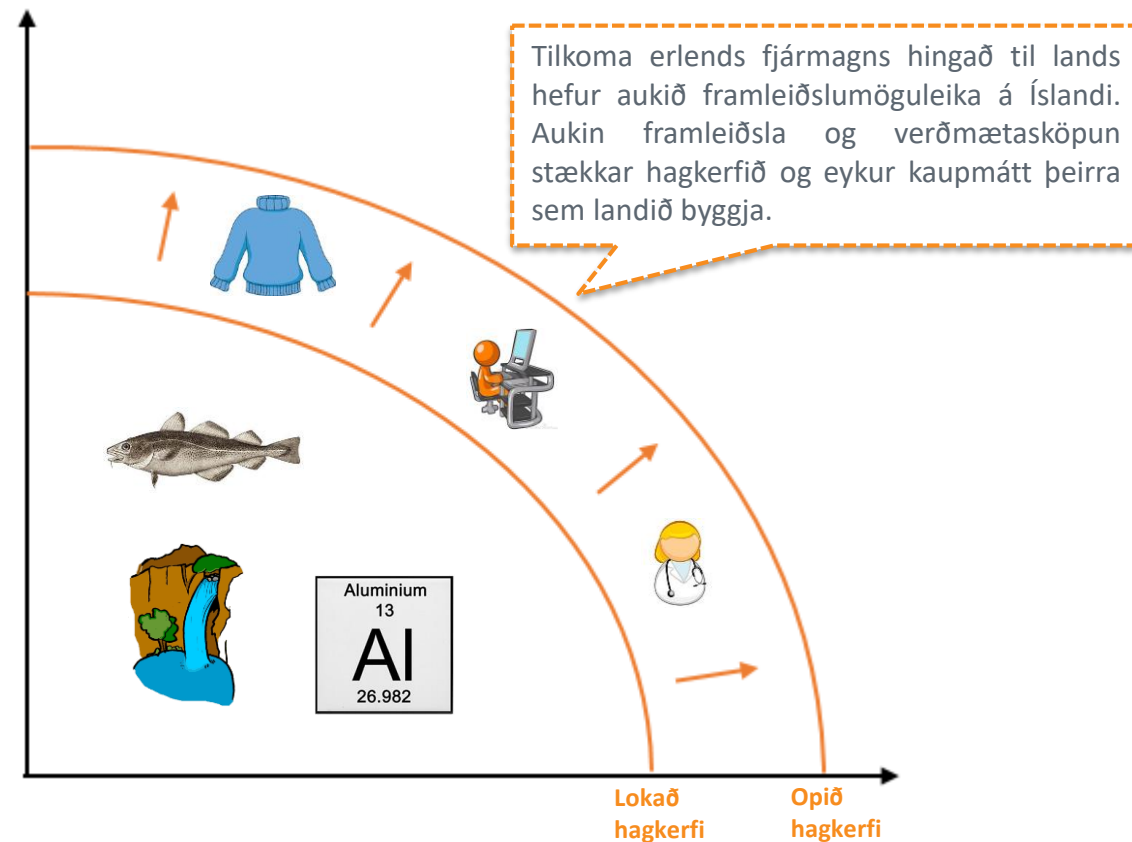 Tilkoma erlends fjármagns hingað til lands
hefur aukið framleiðslumöguleika á Íslandi.
Aukin framleiðsla og verðmætasköpun
stækkar hagkerfið og eykur kaupmátt þeirra
sem landið byggja.
Aluminium
13
Al
26.982
Lokað
hagkerfi
Opið
hagkerfi